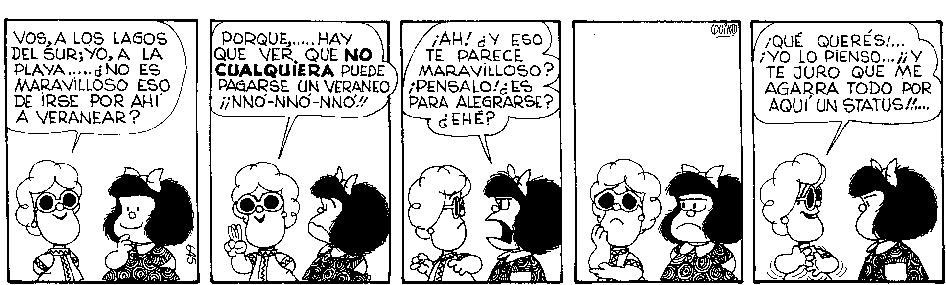 VOS, A LOS LAGOS
DEL SUR; YO, A LA
PLAYA.....¿NO ES
MARAVILLOSO ESO
DE IRSE POR AHI
A VERANEAR?
PORQUE,.....HAY
QUE VER, QUE NO
CUALQUIERA PUEDE
PAGARSE UN VERANEO
¡¡NNO-NNO-NNO!!
¡AH! ¿Y ESO
TE PARECE
MARAVILLOSO?
¡PENSALO! ¿ES
PARA ALEGRARSE?
¿EHÉ?
QUINO
¡QUÉ QUERÉS!...
¡YO LO PIENSO...¡¡Y
TE JURO QUE ME
AGARRA TODO POR
AQUÍ UN STATUS!!...